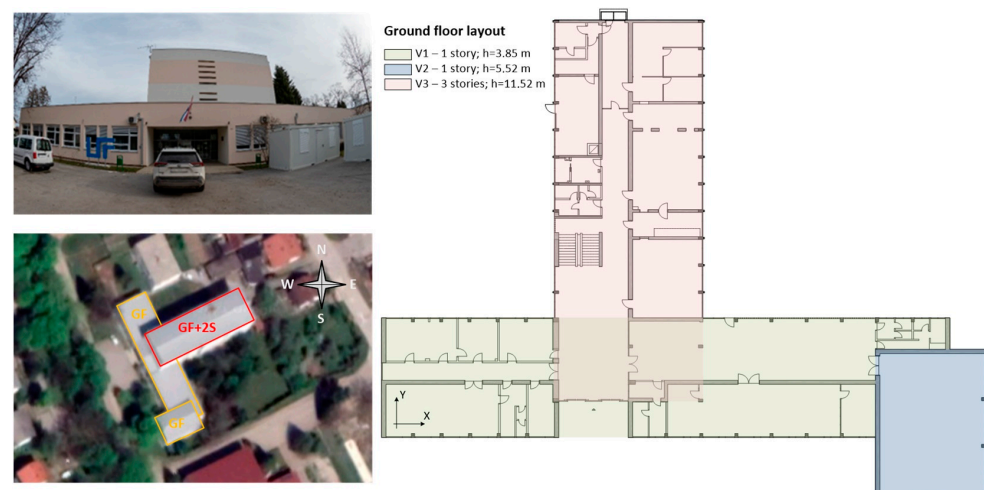 UF
N
W
E
S
GF
GF+2S
GF
Ground floor layout
V1 – 1 story; h=3.85 m
V2 – 1 story; h=5.52 m
V3 – 3 stories; h=11.52 m
Y
X